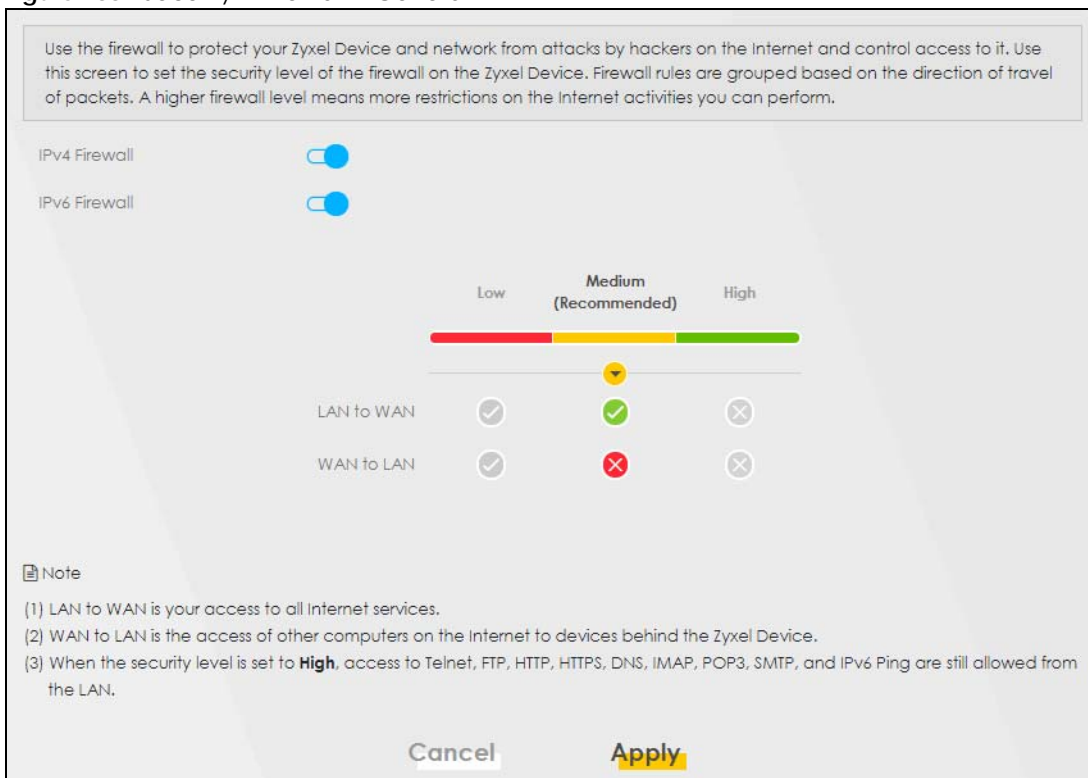 Use the firewall to protect your Zyxel Device and network from attacks by hackers on the Internet and control access to it. Use
this screen to set the security level of the firewall on the Zyxel Device. Firewall rules are grouped based on the direction of travel
of packets. A higher firewall level means more restrictions on the Internet activities you can perform.
IPv4 Firewall
IPv6 Firewall
Low Medium (Recommended) High
LAN to WAN
WAN to LAN
Note
(1) LAN to WAN is your access to all Internet services.
(2) WAN to LAN is the access of other computers on the Internet to devices behind the Zyxel Device.
(3) When the security level is set to High, access to Telnet, FTP, HTTP, HTTPS, DNS, IMAP, POP3, SMTP, and IPv6 Ping are still allowed from
the LAN.
Cancel Apply